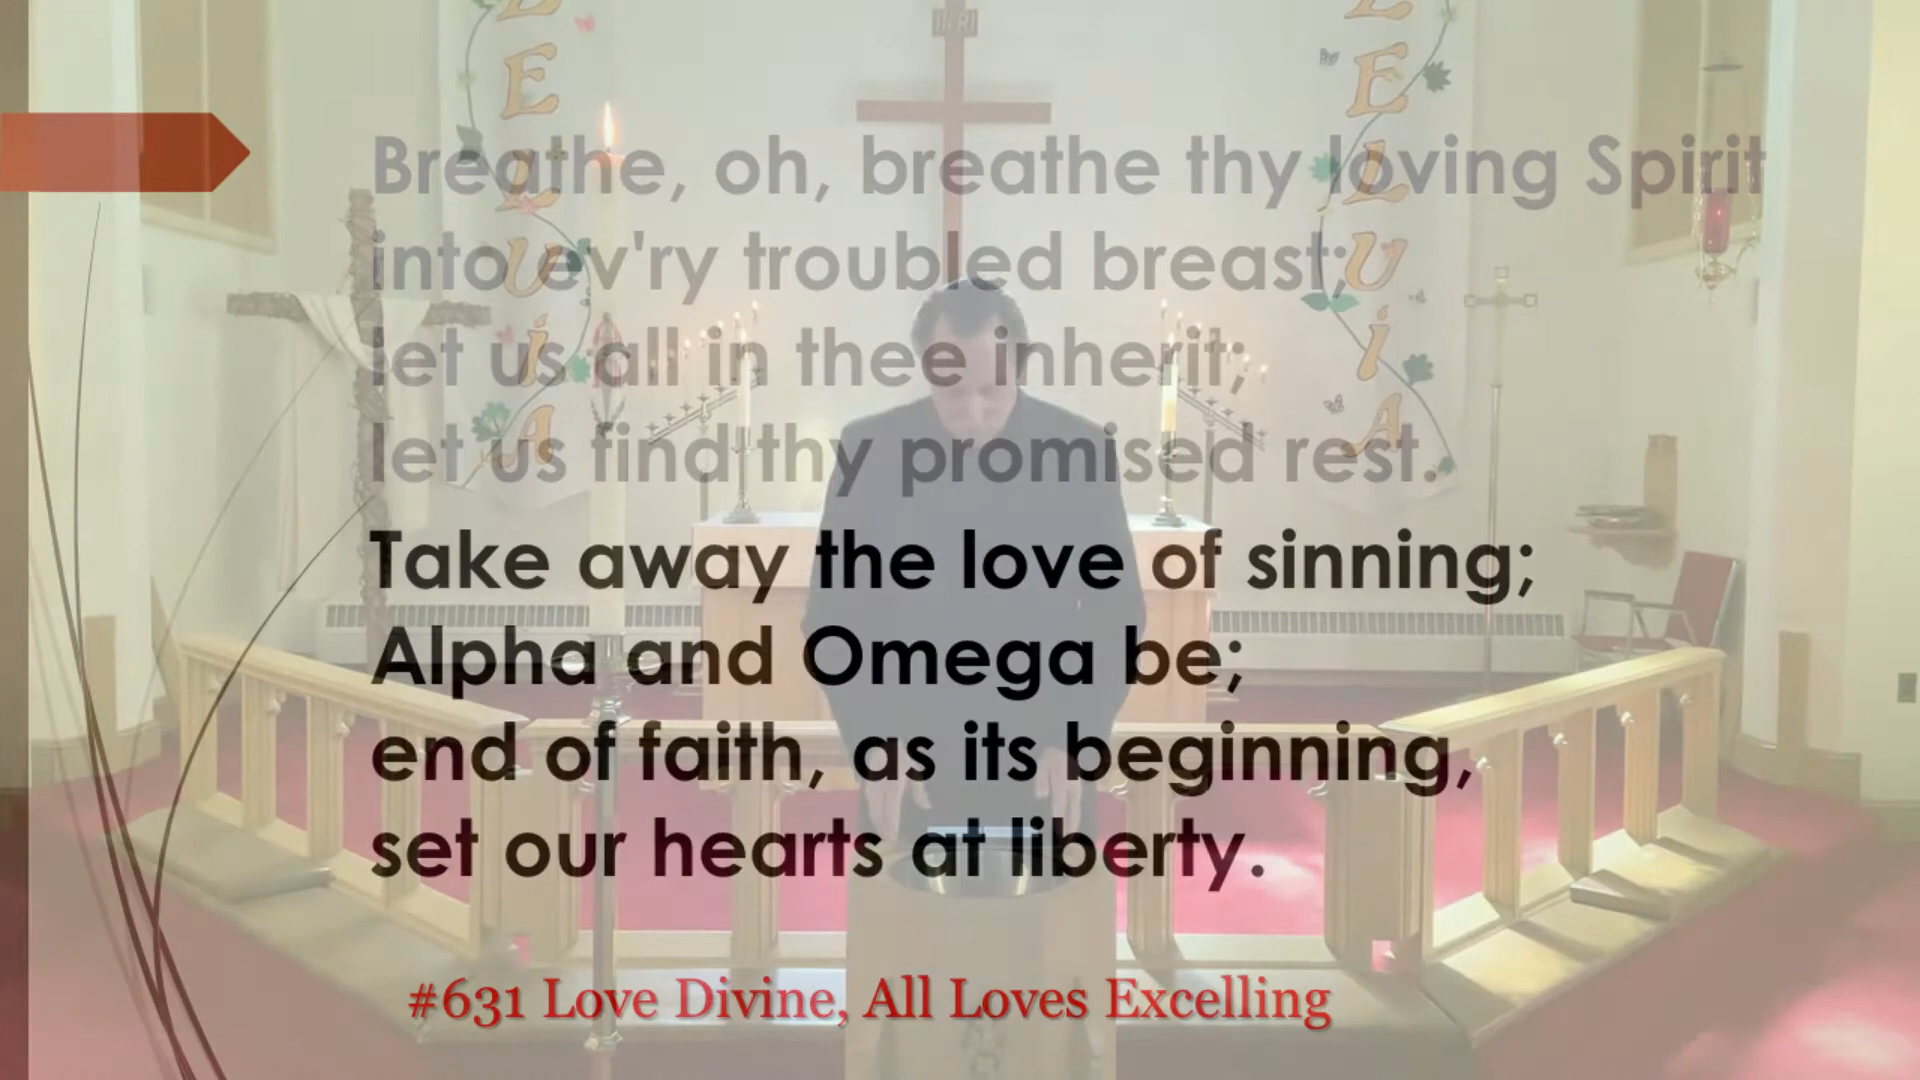 INRI
L E
E E
L L
U U
i i
A A
Breathe, oh, breathe thy loving Spirit
into ev'ry troubled breast;
let us all in thee inherit;
let us find thy promised rest.
Take away the love of sinning;
Alpha and Omega be;
end of faith, as its beginning,
set our hearts at liberty.
#631 Love Divine, All Loves Excelling